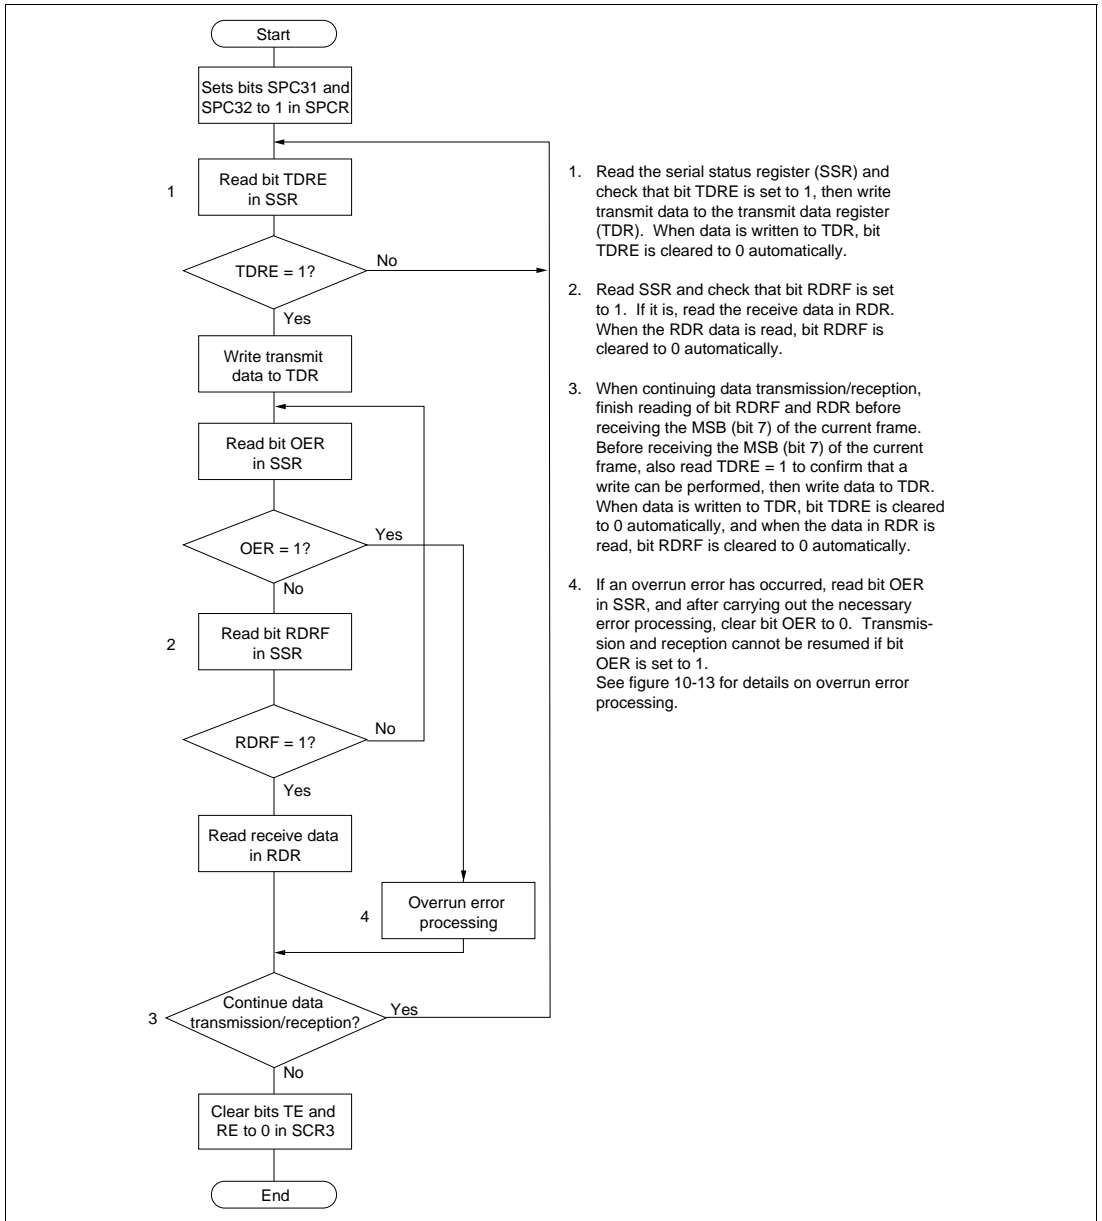 Start
Sets bits SPC31 and
SPC32 to 1 in SPCR
1
Read bit TDRE
in SSR
TDRE = 1?
No
Yes
Write transmit
data to TDR
Read bit OER
in SSR
OER = 1?
Yes
No
2
Read bit RDRF
in SSR
RDRF = 1?
No
Yes
Read receive data
in RDR
4
Overrun error
processing
3
Continue data
transmission/reception?
Yes
No
Clear bits TE and
RE to 0 in SCR3
End
1. Read the serial status register (SSR) and
check that bit TDRE is set to 1, then write
transmit data to the transmit data register
(TDR). When data is written to TDR, bit
TDRE is cleared to 0 automatically.
2. Read SSR and check that bit RDRF is set
to 1. If it is, read the receive data in RDR.
When the RDR data is read, bit RDRF is
cleared to 0 automatically.
3. When continuing data transmission/reception,
finish reading of bit RDRF and RDR before
receiving the MSB (bit 7) of the current frame.
Before receiving the MSB (bit 7) of the current
frame, also read TDRE = 1 to confirm that a
write can be performed, then write data to TDR.
When data is written to TDR, bit TDRE is cleared
to 0 automatically, and when the data in RDR is
read, bit RDRF is cleared to 0 automatically.
4. If an overrun error has occurred, read bit OER
in SSR, and after carrying out the necessary
error processing, clear bit OER to 0. Transmis-
sion and reception cannot be resumed if bit
OER is set to 1.
See figure 10-13 for details on overrun error
processing.